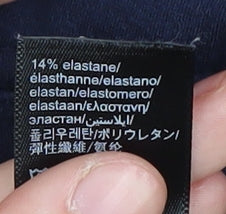 14% elastane/
élasthanne/elastano/
elastan/elastomero/
elastaan/ελαστανη/
эластан/إيلاستين/
폴리우레탄/ポリウレタン/
彈性纖維/氨纶